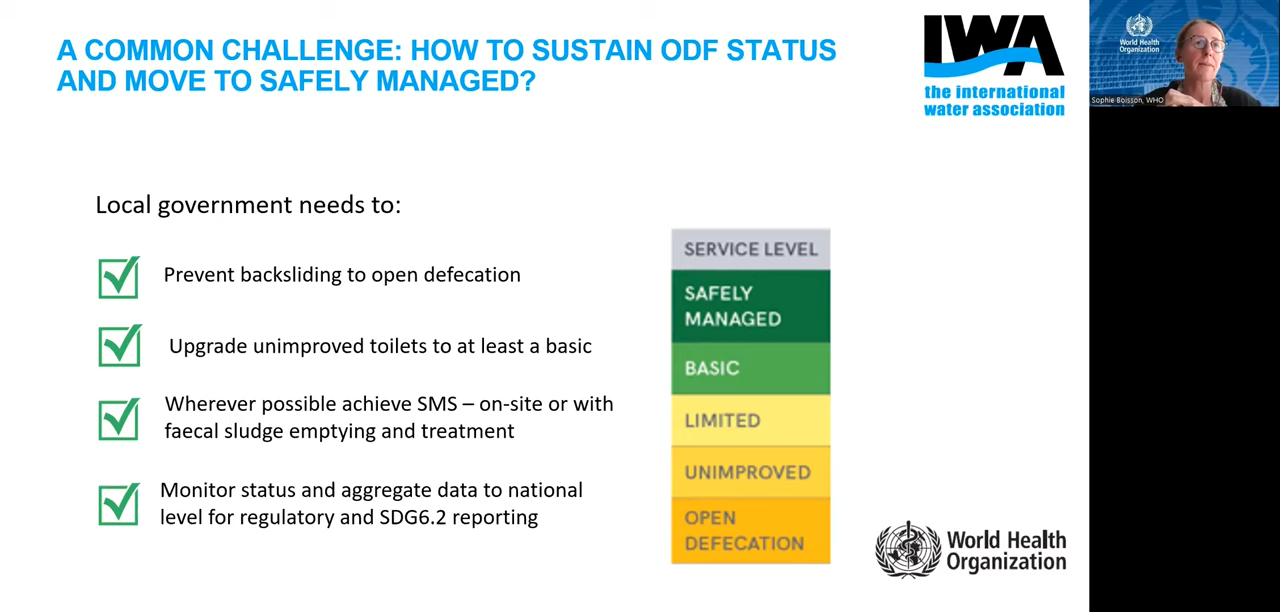 A COMMON CHALLENGE: HOW TO SUSTAIN ODF STATUS
AND MOVE TO SAFELY MANAGED?
IWA
the international
water association
World Health
Organization
Sophie Boisson, WHO
Local government needs to:
Prevent backsliding to open defecation
Upgrade unimproved toilets to at least a basic
Wherever possible achieve SMS – on-site or with
faecal sludge emptying and treatment
Monitor status and aggregate data to national
level for regulatory and SDG6.2 reporting
SERVICE LEVEL
SAFELY
MANAGED
BASIC
LIMITED
UNIMPROVED
OPEN
DEFECATION
World Health
Organization